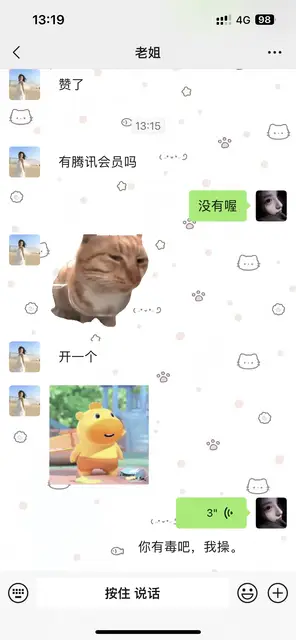 13:19
4G
98
老姐
赞了
13:15
有腾讯会员吗
没有喔
开一个
3"
你有毒吧，我操。
按住 说话